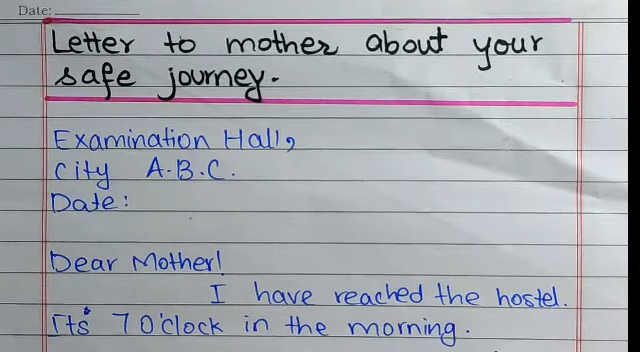 Date:
Letter to mother about your
safe journey.
Examination Hall,
City A.B.C.
Date:
Dear Mother!
I have reached the hostel.
It's 7 O'clock in the morning.